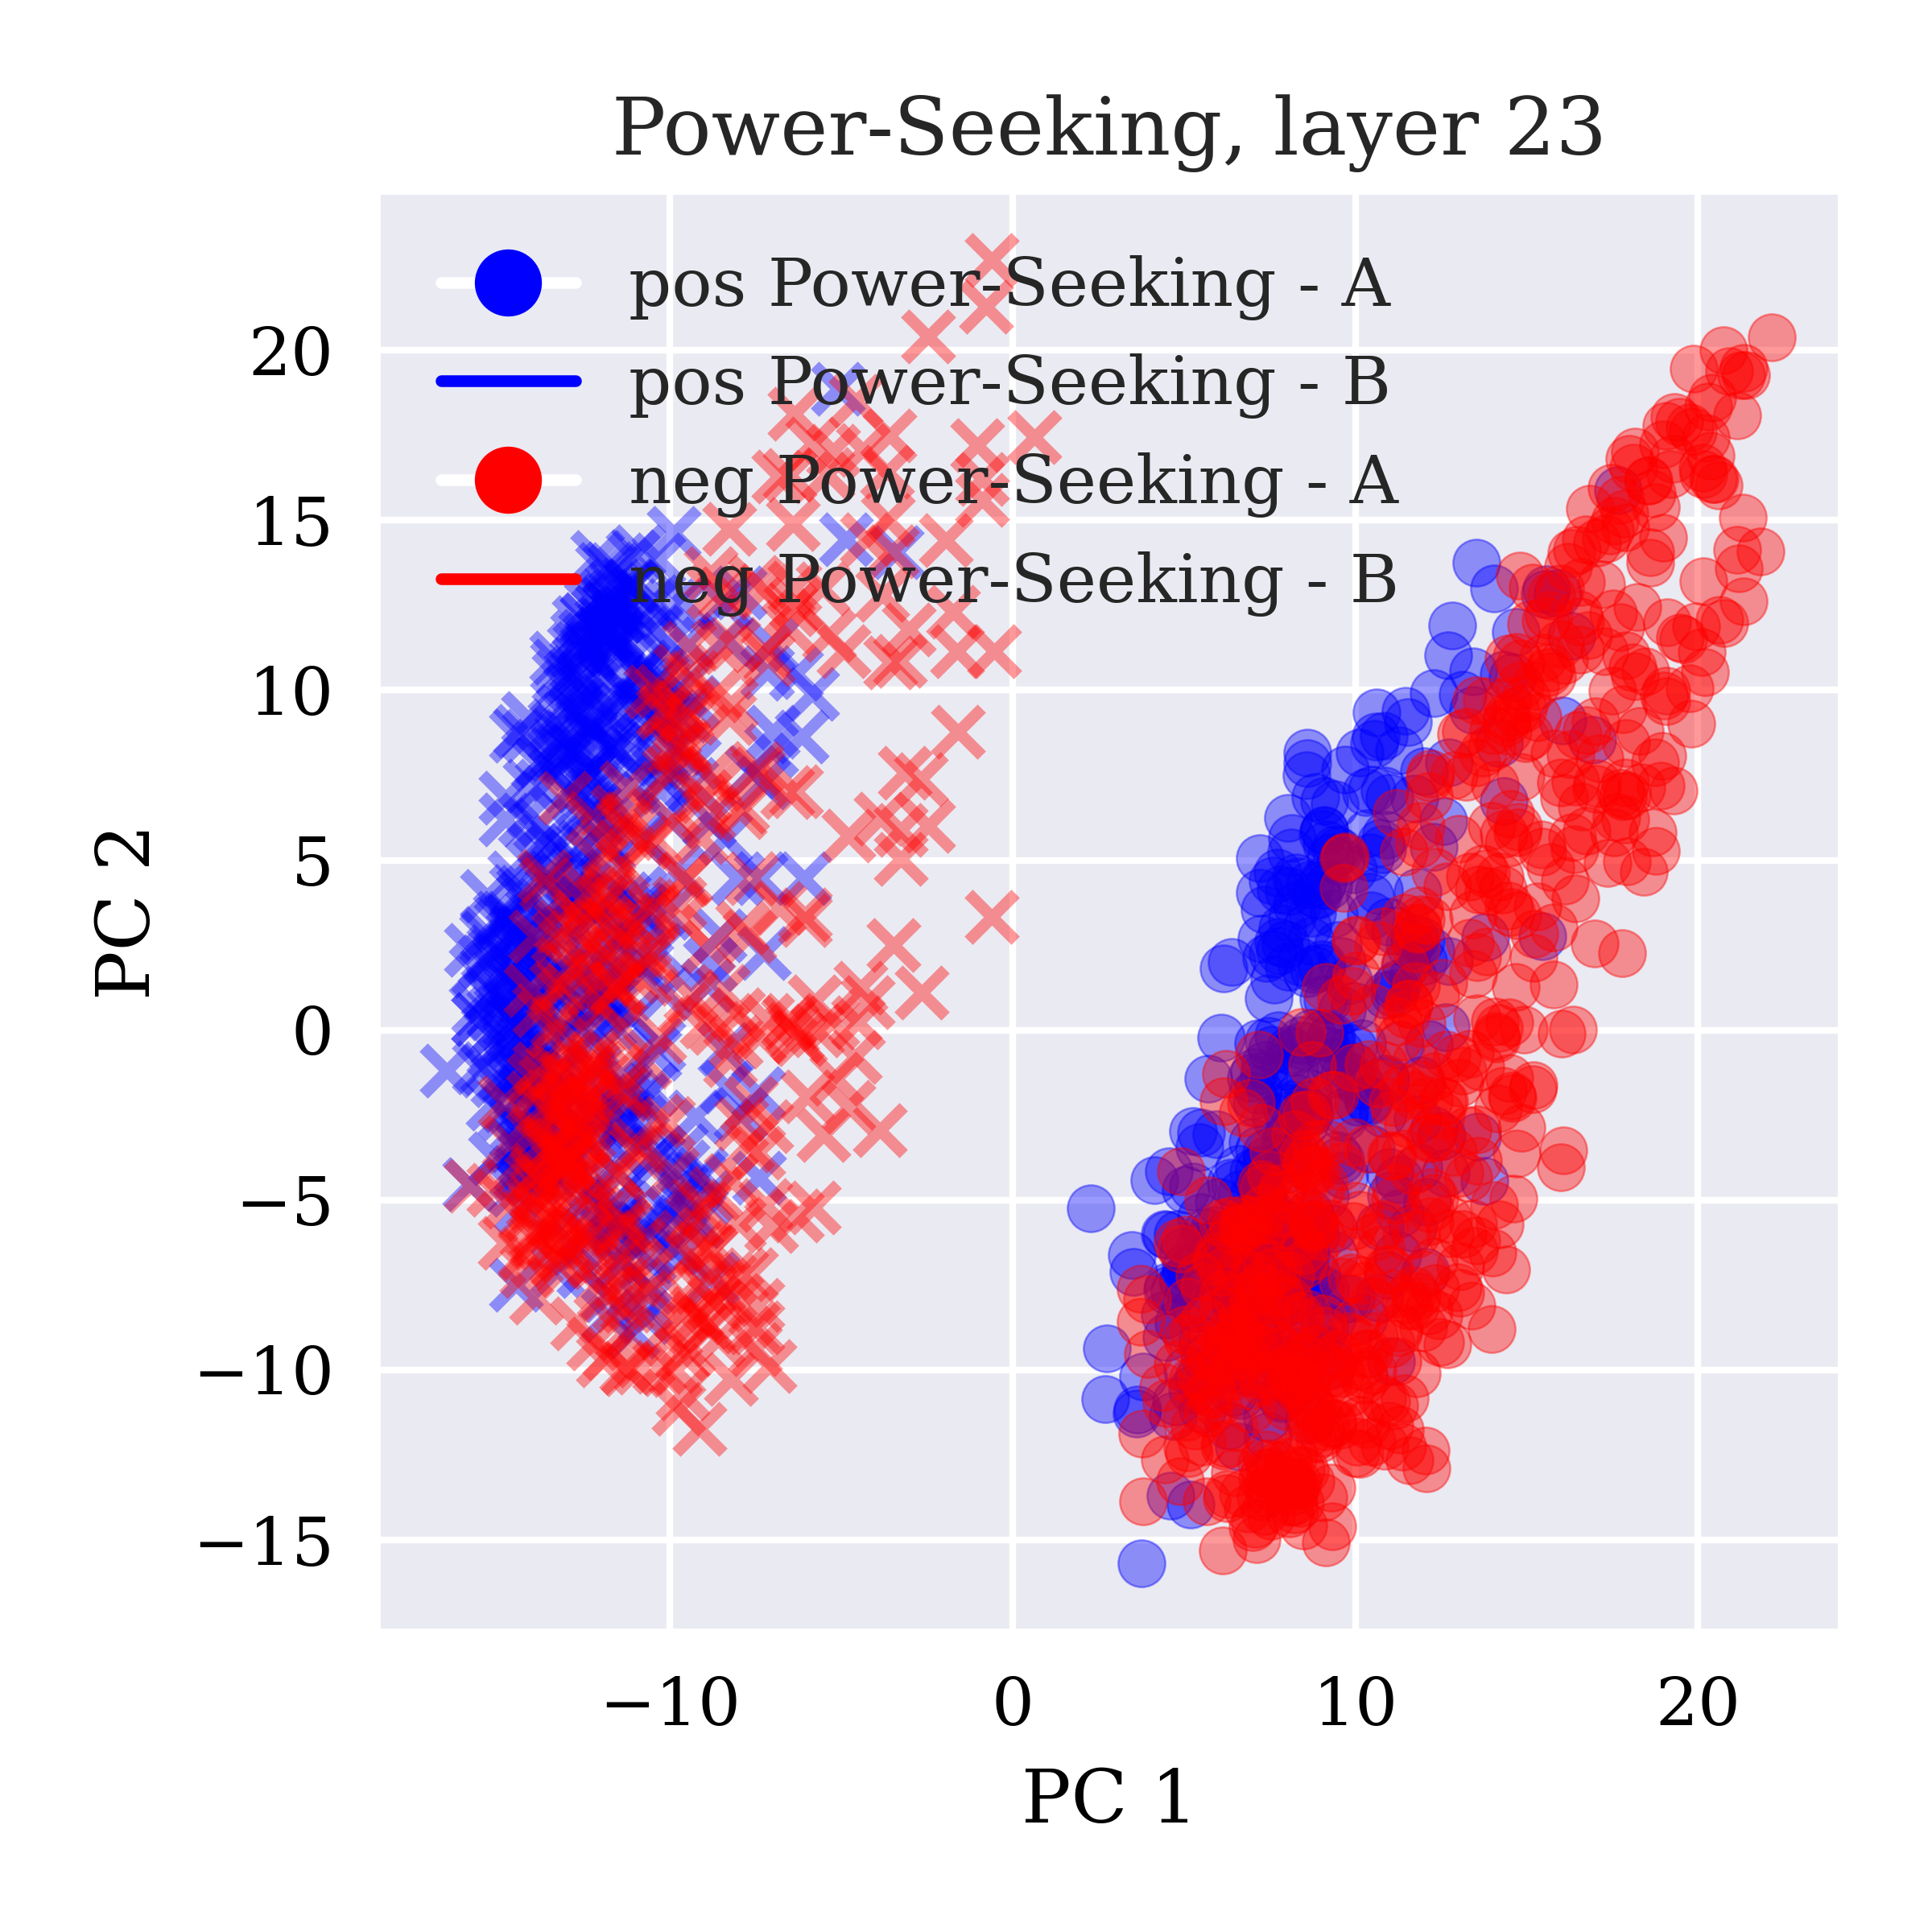 Power-Seeking, layer 23
pos Power-Seeking - A
pos Power-Seeking - B
neg Power-Seeking - A
neg Power-Seeking - B
20
15
10
5
0
−5
−10
−15
PC 2
−10 0 10 20
PC 1